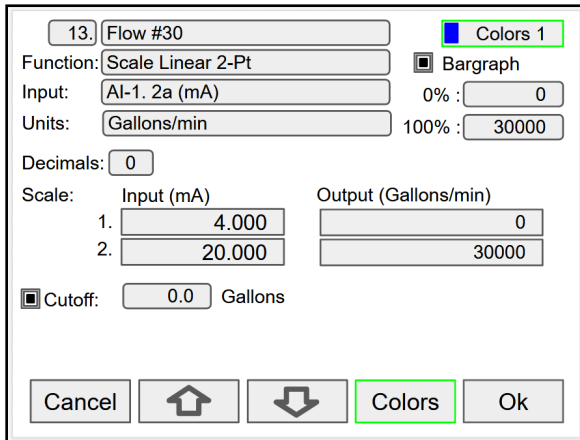 13. Flow #30 Colors 1
Function: Scale Linear 2-Pt Bargraph
Input: AI-1. 2a (mA) 0% : 0
Units: Gallons/min 100% : 30000
Decimals: 0
Scale: Input (mA) Output (Gallons/min)
1. 4.000 0
2. 20.000 30000
Cutoff: 0.0 Gallons
Cancel Colors Ok